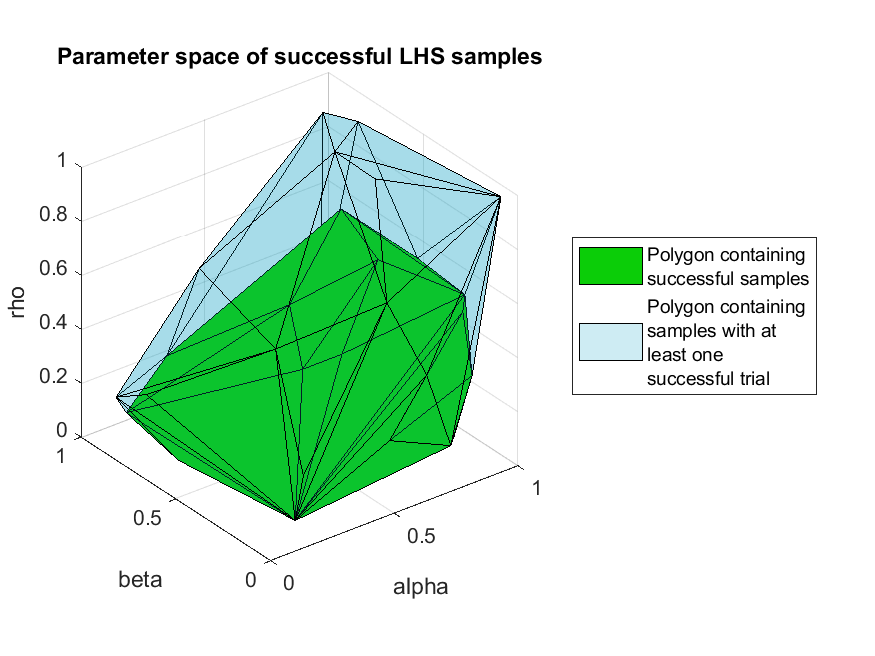 Parameter space of successful LHS samples
1
0.8
0.6
0.4
0.2
0
rho
1
0.5
0
beta
0
0.5
1
alpha
Polygon containing
successful samples
Polygon containing
samples with at
least one
successful trial